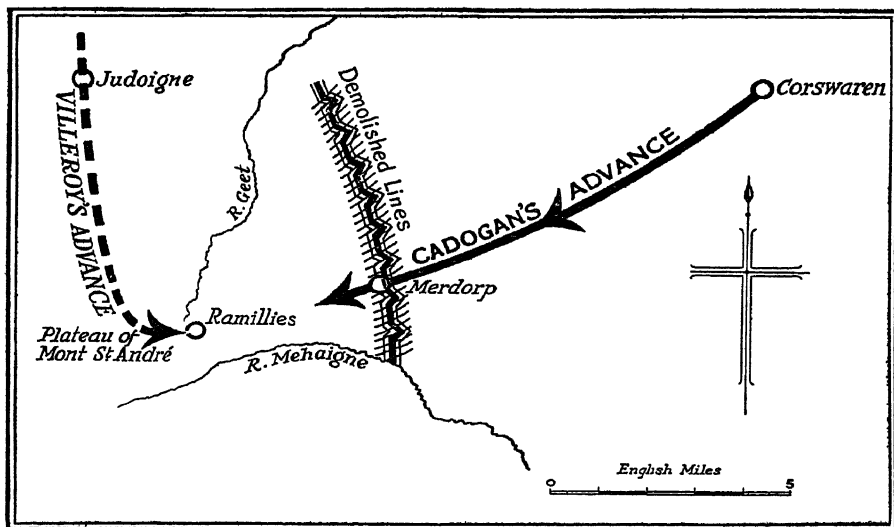 Judoigne
VILLEROY'S ADVANCE
R. Geet
Demolished Lines
CADOGAN'S ADVANCE
Corswaren
Merdorp
Ramillies
Plateau of
Mont St. André
R. Mehaigne
English Miles
0 5